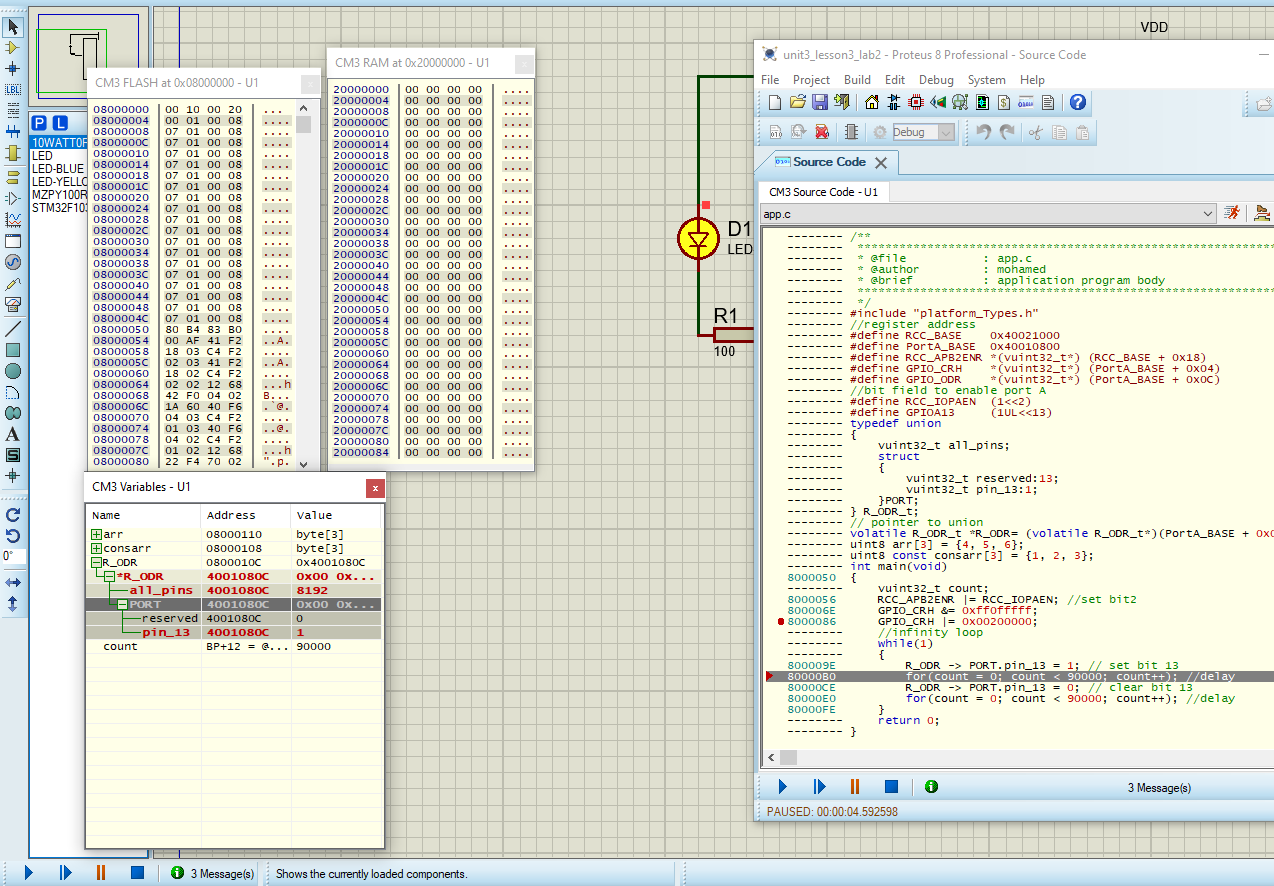 VDD
D1
LED
R1
100
P L
10WATT0R
LED
LED-BLUE
LED-YELLO
MZPY100R
STM32F103
LBL
A
S
0°
CM3 FLASH at 0x08000000 - U1
08000000 00 10 00 20 ....
08000004 00 01 00 08 ....
08000008 07 01 00 08 ....
0800000C 07 01 00 08 ....
08000010 07 01 00 08 ....
08000014 07 01 00 08 ....
08000018 07 01 00 08 ....
0800001C 07 01 00 08 ....
08000020 07 01 00 08 ....
08000024 07 01 00 08 ....
08000028 07 01 00 08 ....
0800002C 07 01 00 08 ....
08000030 07 01 00 08 ....
08000034 07 01 00 08 ....
08000038 07 01 00 08 ....
0800003C 07 01 00 08 ....
08000040 07 01 00 08 ....
08000044 07 01 00 08 ....
08000048 07 01 00 08 ....
0800004C 07 01 00 08 ....
08000050 80 B4 83 B0 ....
08000054 00 AF 41 F2 ..A.
08000058 18 03 C4 F2 ....
0800005C 02 03 41 F2 ..A.
08000060 18 02 C4 F2 ....
08000064 02 02 12 68 ...h
08000068 42 F0 04 02 B...
0800006C 1A 60 40 F6 .`@.
08000070 04 03 C4 F2 ....
08000074 01 03 40 F6 ..@.
08000078 04 02 C4 F2 ....
0800007C 01 02 12 68 ...h
08000080 22 F4 70 02 ".p.
CM3 RAM at 0x20000000 - U1
20000000 00 00 00 00 ....
20000004 00 00 00 00 ....
20000008 00 00 00 00 ....
2000000C 00 00 00 00 ....
20000010 00 00 00 00 ....
20000014 00 00 00 00 ....
20000018 00 00 00 00 ....
2000001C 00 00 00 00 ....
20000020 00 00 00 00 ....
20000024 00 00 00 00 ....
20000028 00 00 00 00 ....
2000002C 00 00 00 00 ....
20000030 00 00 00 00 ....
20000034 00 00 00 00 ....
20000038 00 00 00 00 ....
2000003C 00 00 00 00 ....
20000040 00 00 00 00 ....
20000044 00 00 00 00 ....
20000048 00 00 00 00 ....
2000004C 00 00 00 00 ....
20000050 00 00 00 00 ....
20000054 00 00 00 00 ....
20000058 00 00 00 00 ....
2000005C 00 00 00 00 ....
20000060 00 00 00 00 ....
20000064 00 00 00 00 ....
20000068 00 00 00 00 ....
2000006C 00 00 00 00 ....
20000070 00 00 00 00 ....
20000074 00 00 00 00 ....
20000078 00 00 00 00 ....
2000007C 00 00 00 00 ....
20000080 00 00 00 00 ....
20000084 00 00 00 00 ....
CM3 Variables - U1
Name Address Value
arr 08000110 byte[3]
consarr 08000108 byte[3]
R_ODR 0800010C 0x4001080C
*R_ODR 4001080C 0x00 0x...
all_pins 4001080C 8192
PORT 4001080C 0x00 0x...
reserved 4001080C 0
pin_13 4001080C 1
count BP+12 = @... 90000
unit3_lesson3_lab2 - Proteus 8 Professional - Source Code
File Project Build Edit Debug System Help
Debug
Source Code
CM3 Source Code - U1
app.c
-------- /**
-------- ******************************************************************
-------- * @file : app.c
-------- * @author : mohamed
-------- * @brief : application program body
-------- ******************************************************************
-------- */
-------- #include "platform_Types.h"
-------- //register address
-------- #define RCC_BASE 0x40021000
-------- #define PortA_BASE 0x40010800
-------- #define RCC_APB2ENR *(vuint32_t*) (RCC_BASE + 0x18)
-------- #define GPIO_CRH *(vuint32_t*) (PortA_BASE + 0x04)
-------- #define GPIO_ODR *(vuint32_t*) (PortA_BASE + 0x0C)
-------- //bit field to enable port A
-------- #define RCC_IOPAEN (1<<2)
-------- #define GPIOA13 (1UL<<13)
-------- typedef union
-------- {
-------- vuint32_t all_pins;
-------- struct
-------- {
-------- vuint32_t reserved:13;
-------- vuint32_t pin_13:1;
-------- }PORT;
-------- } R_ODR_t;
-------- // pointer to union
-------- volatile R_ODR_t *R_ODR= (volatile R_ODR_t*)(PortA_BASE + 0x0
-------- uint8 arr[3] = {4, 5, 6};
-------- uint8 const consarr[3] = {1, 2, 3};
-------- int main(void)
8000050 {
-------- vuint32_t count;
8000056 RCC_APB2ENR |= RCC_IOPAEN; //set bit2
800006E GPIO_CRH &= 0xff0fffff;
8000086 GPIO_CRH |= 0x00200000;
-------- //infinity loop
-------- while(1)
-------- {
800009E R_ODR -> PORT.pin_13 = 1; // set bit 13
80000B0 for(count = 0; count < 90000; count++); //delay
80000CE R_ODR -> PORT.pin_13 = 0; // clear bit 13
80000E0 for(count = 0; count < 90000; count++); //delay
80000FE }
-------- return 0;
-------- }
3 Message(s)
PAUSED: 00:00:04.592598
3 Message(s)
Shows the currently loaded components.